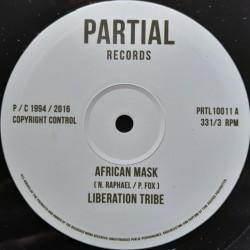 PARTIAL
RECORDS
P / C 1994 / 2016
COPYRIGHT CONTROL
PRTL10011 A
331/3 RPM
AFRICAN MASK
( N. RAPHAEL / P. FOX )
LIBERATION TRIBE